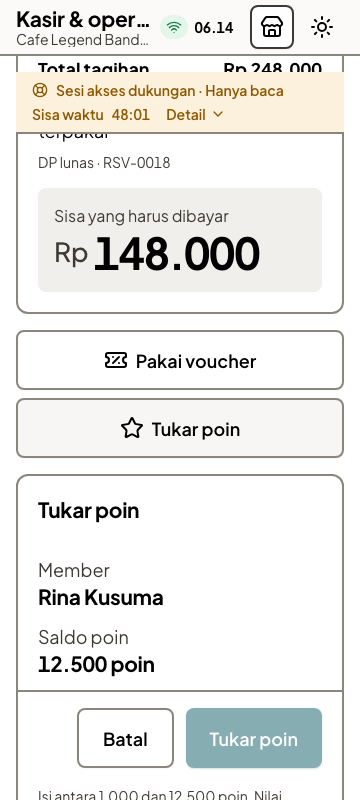 Kasir & oper...
Cafe Legend Band...
06.14
Total tagihan Rp 248.000
Sesi akses dukungan · Hanya baca
Sisa waktu 48:01 Detail
terpakai
DP lunas · RSV-0018
Sisa yang harus dibayar
Rp 148.000
Pakai voucher
Tukar poin
Tukar poin
Member
Rina Kusuma
Saldo poin
12.500 poin
Batal
Tukar poin
Isi antara 1.000 dan 12.500 poin. Nilai